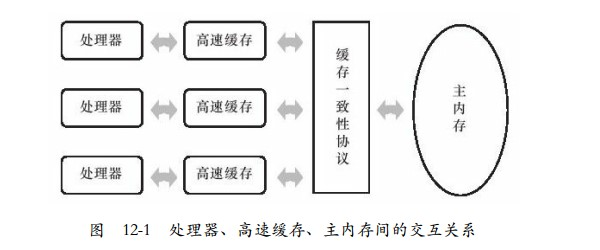 处理器
高速缓存
处理器
高速缓存
处理器
高速缓存
缓存一致性协议
主内存
图 12-1 处理器、高速缓存、主内存间的交互关系